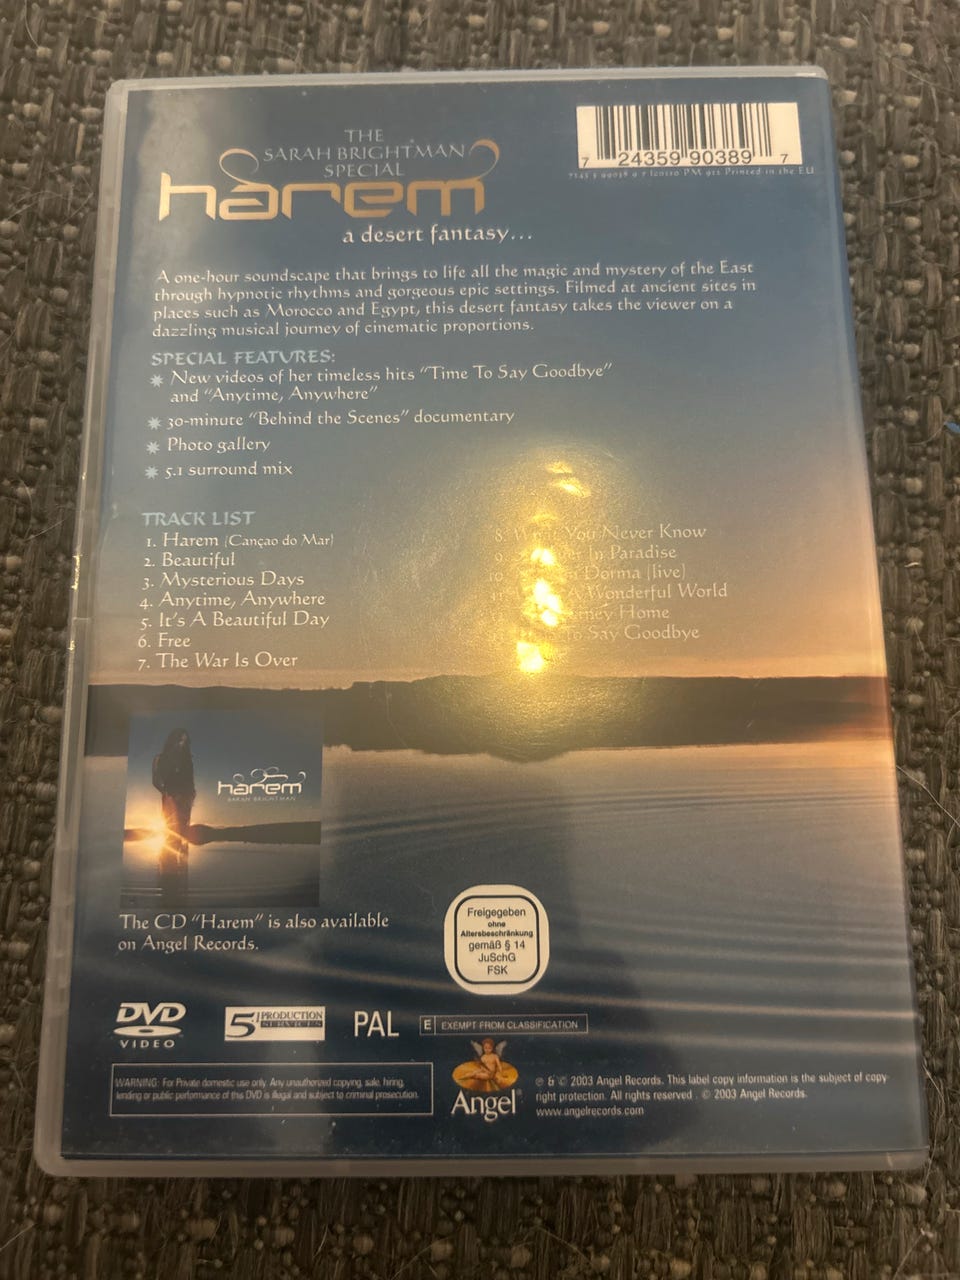 THE
SARAH BRIGHTMAN
SPECIAL
harem
a desert fantasy...
7 24359 90389 7
Printed in the EU
A one-hour soundscape that brings to life all the magic and mystery of the East
through hypnotic rhythms and gorgeous epic settings. Filmed at ancient sites in
places such as Morocco and Egypt, this desert fantasy takes the viewer on a
dazzling musical journey of cinematic proportions.
SPECIAL FEATURES:
New videos of her timeless hits "Time To Say Goodbye"
and "Anytime, Anywhere"
30-minute "Behind the Scenes" documentary
Photo gallery
5.1 surround mix
TRACK LIST
1. Harem (Cançao do Mar)
2. Beautiful
3. Mysterious Days
4. Anytime, Anywhere
5. It's A Beautiful Day
6. Free
7. The War Is Over
8. You Never Know
9. In Paradise
10. Dorma (live)
A Wonderful World
Home
To Say Goodbye
harem
SARAH BRIGHTMAN
The CD "Harem" is also available
on Angel Records.
Freigegeben
ohne
Altersbeschränkung
gemäß § 14
JuSchG
FSK
DVD
VIDEO
5.1 PRODUCTION
SERVICES
PAL
E EXEMPT FROM CLASSIFICATION
WARNING: For Private domestic use only. Any unauthorized copying, sale, hiring,
lending or public performance of this DVD is illegal and subject to criminal prosecution.
Angel
℗ & © 2003 Angel Records. This label copy information is the subject of copy
right protection. All rights reserved . © 2003 Angel Records.
www.angelrecords.com